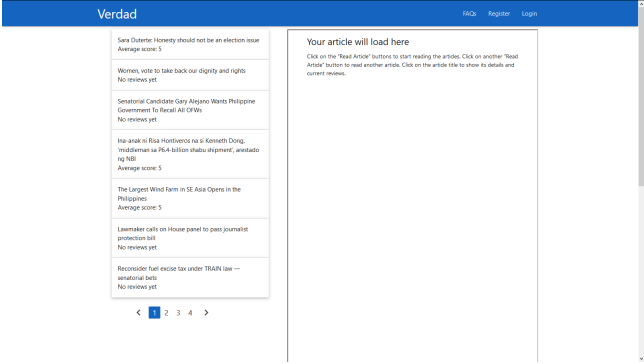 Verdad
FAQs Register Login
Sara Duterte: Honesty should not be an election issue
Average score: 5
Women, vote to take back our dignity and rights
No reviews yet
Senatorial Candidate Gary Alejano Wants Philippine
Government To Recall All OFWs
No reviews yet
Ina-anak ni Risa Hontiveros na si Kenneth Dong,
'middleman sa P6.4-billion shabu shipment', arestado
ng NBI
Average score: 5
The Largest Wind Farm in SE Asia Opens in the
Philippines
Average score: 5
Lawmaker calls on House panel to pass journalist
protection bill
No reviews yet
Reconsider fuel excise tax under TRAIN law —
senatorial bets
No reviews yet
1 2 3 4
Your article will load here
Click on the "Read Article" buttons to start reading the articles. Click on another "Read
Article" button to read another article. Click on the article title to show its details and
current reviews.